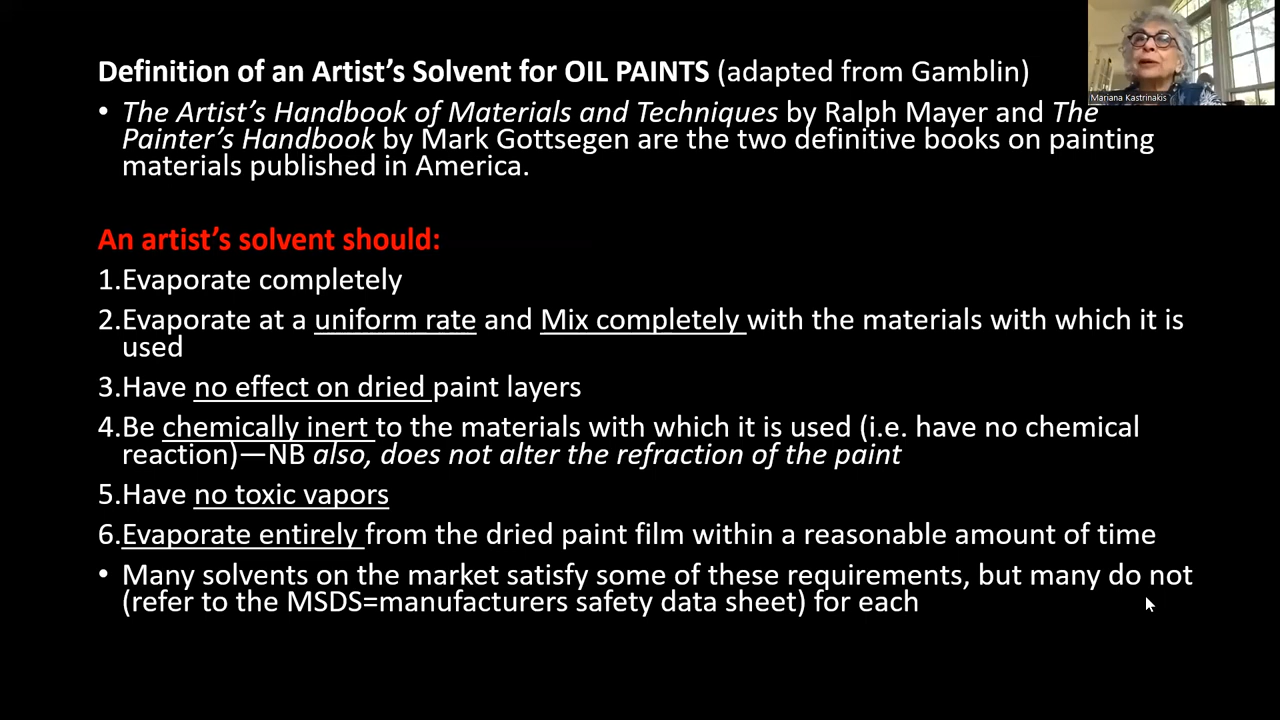 Definition of an Artist's Solvent for OIL PAINTS (adapted from Gamblin)
Mariana Kastrinakis
• The Artist's Handbook of Materials and Techniques by Ralph Mayer and The
Painter's Handbook by Mark Gottsegen are the two definitive books on painting
materials published in America.
An artist's solvent should:
1.Evaporate completely
2.Evaporate at a uniform rate and Mix completely with the materials with which it is
used
3.Have no effect on dried paint layers
4.Be chemically inert to the materials with which it is used (i.e. have no chemical
reaction)—NB also, does not alter the refraction of the paint
5.Have no toxic vapors
6.Evaporate entirely from the dried paint film within a reasonable amount of time
• Many solvents on the market satisfy some of these requirements, but many do not
(refer to the MSDS=manufacturers safety data sheet) for each